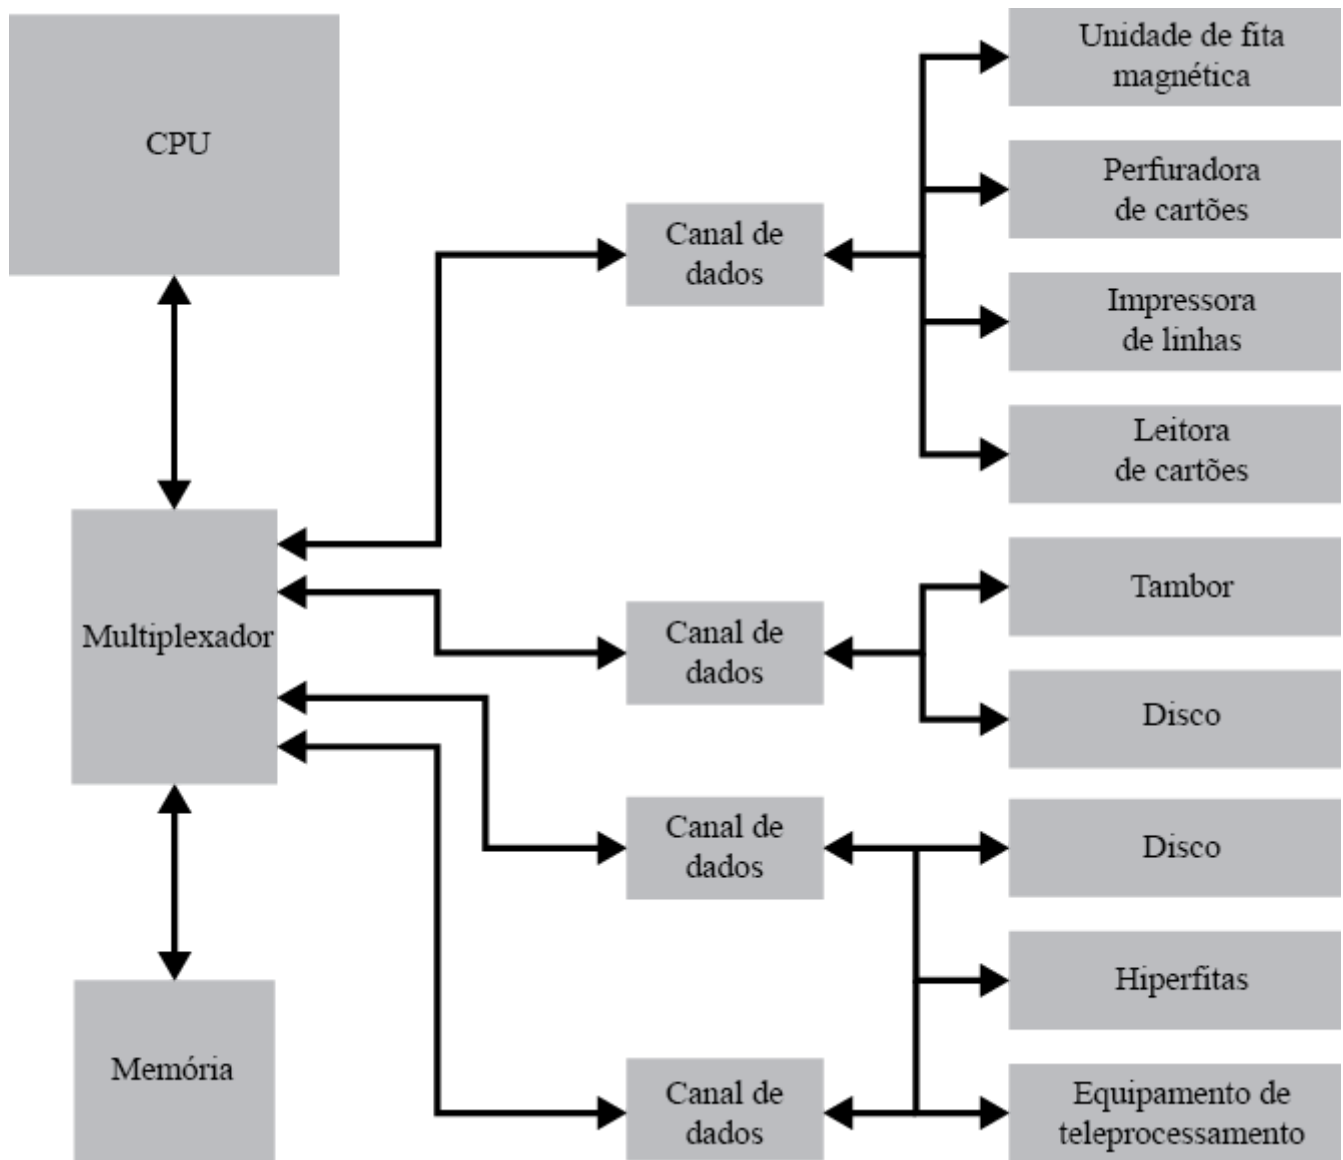 CPU
Multiplexador
Memória
Canal de
dados
Canal de
dados
Canal de
dados
Canal de
dados
Unidade de fita
magnética
Perfuradora
de cartões
Impressora
de linhas
Leitora
de cartões
Tambor
Disco
Disco
Hiperfitas
Equipamento de
teleprocessamento